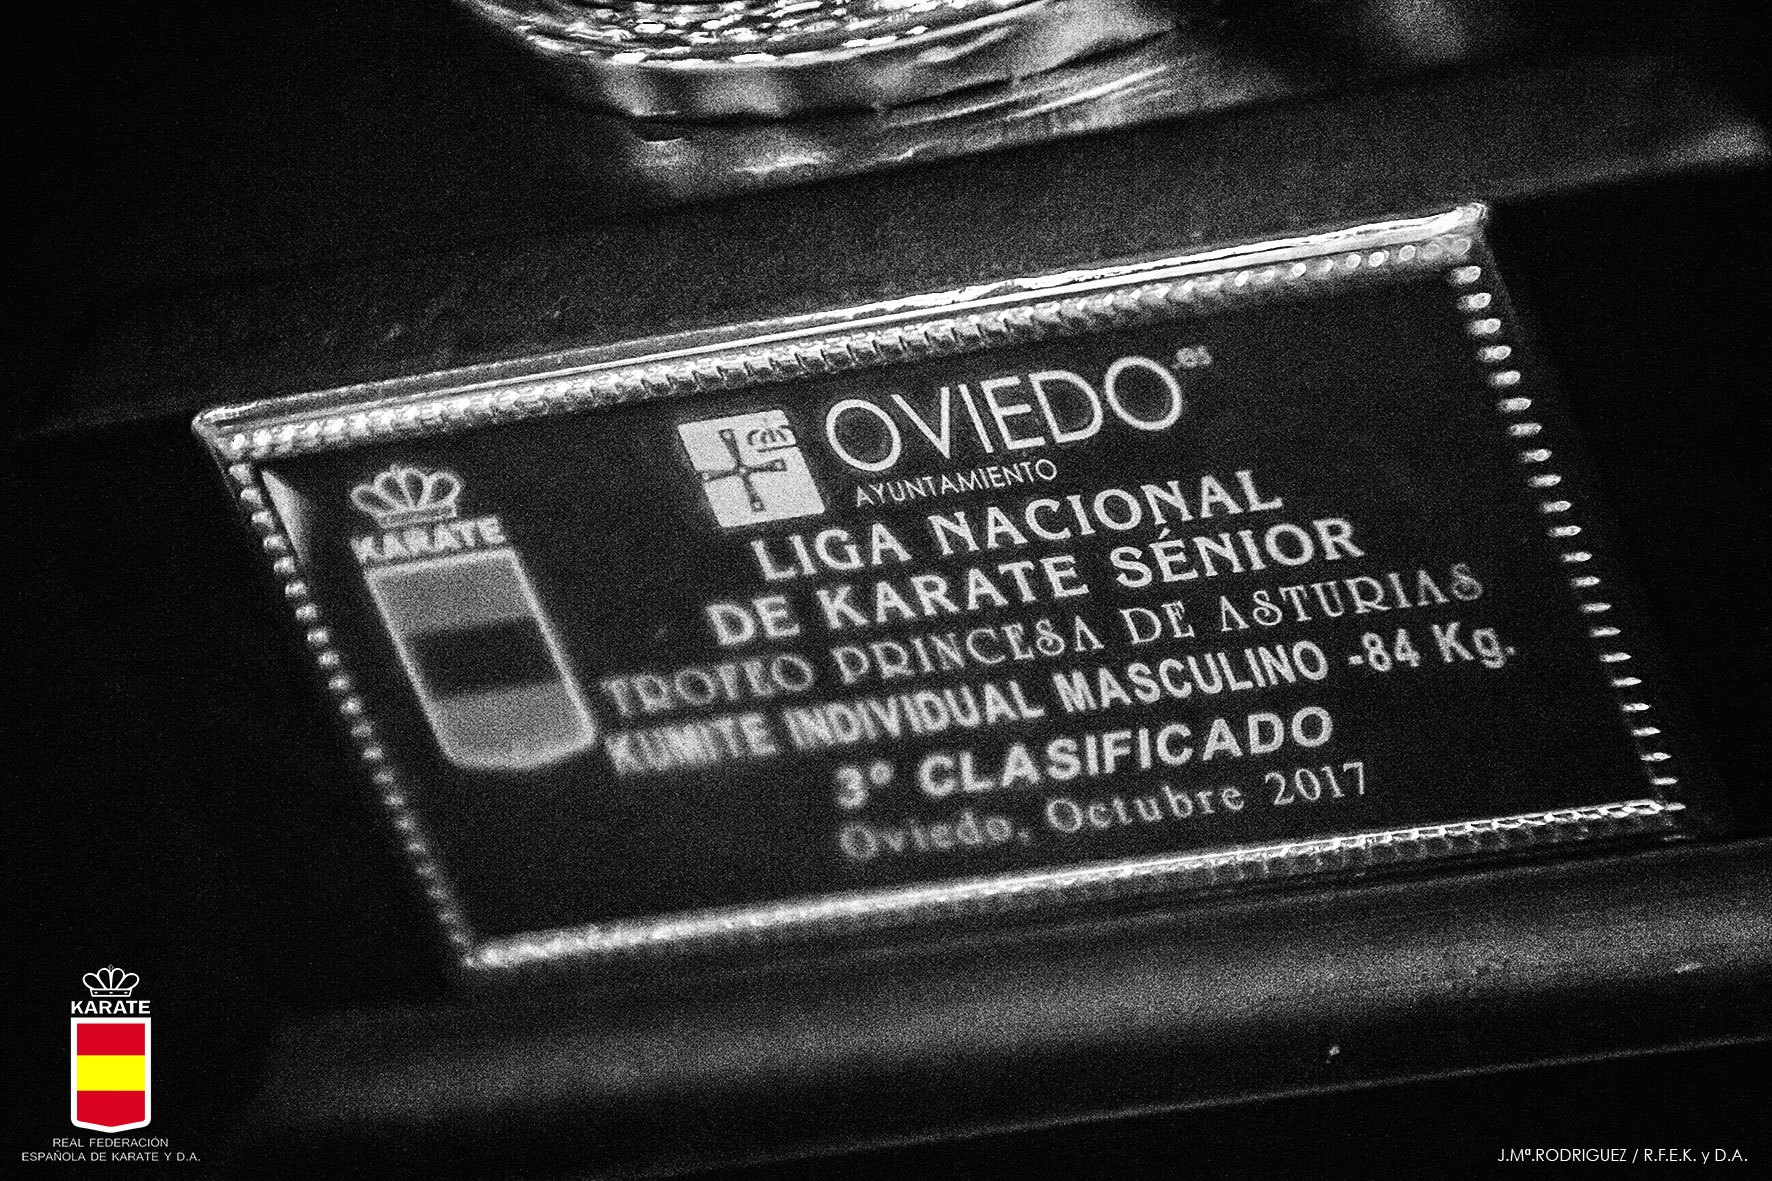 OVIEDO.es
AYUNTAMIENTO
KARATE
LIGA NACIONAL
DE KARATE SÉNIOR
TROFEO PRINCESA DE ASTURIAS
KUMITE INDIVIDUAL MASCULINO -84 Kg.
3º CLASIFICADO
Oviedo, Octubre 2017
KARATE
REAL FEDERACIÓN
ESPAÑOLA DE KARATE Y D.A.
J.Mª.RODRIGUEZ / R.F.E.K. y D.A.